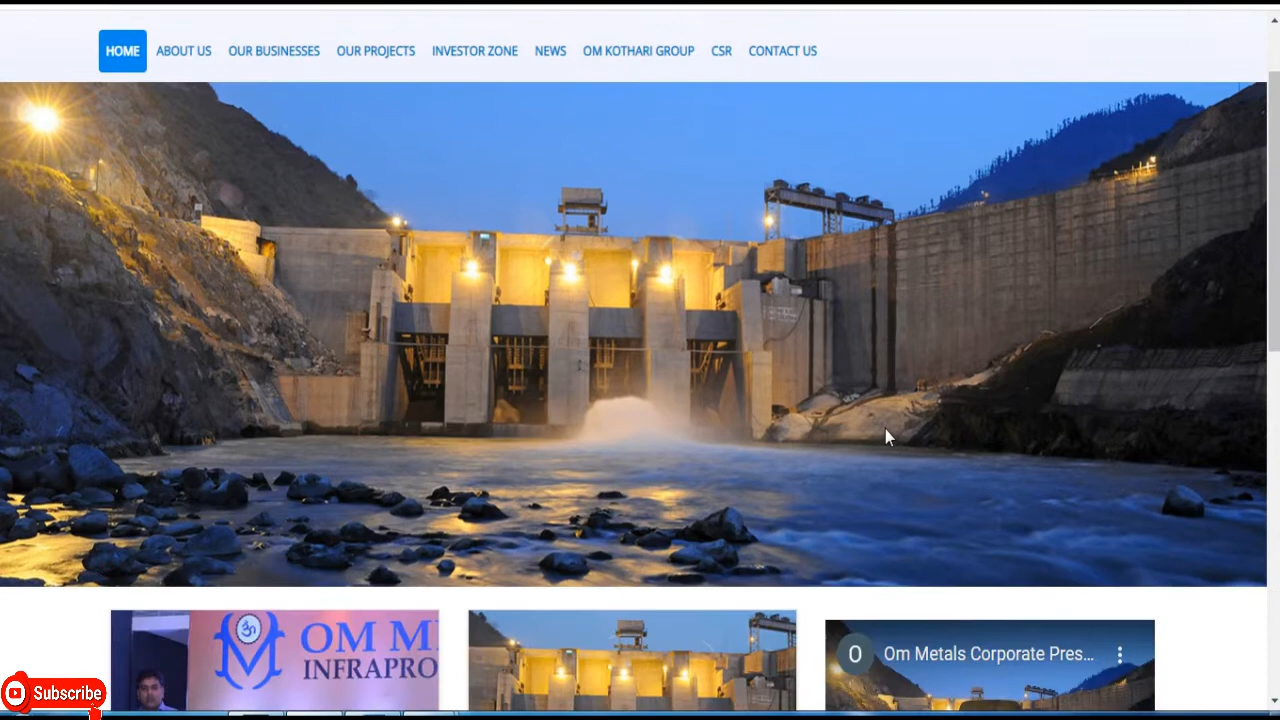 HOME ABOUT US OUR BUSINESSES OUR PROJECTS INVESTOR ZONE NEWS OM KOTHARI GROUP CSR CONTACT US
ॐ OM M
INFRAPRO
O Om Metals Corporate Pres...
Subscribe